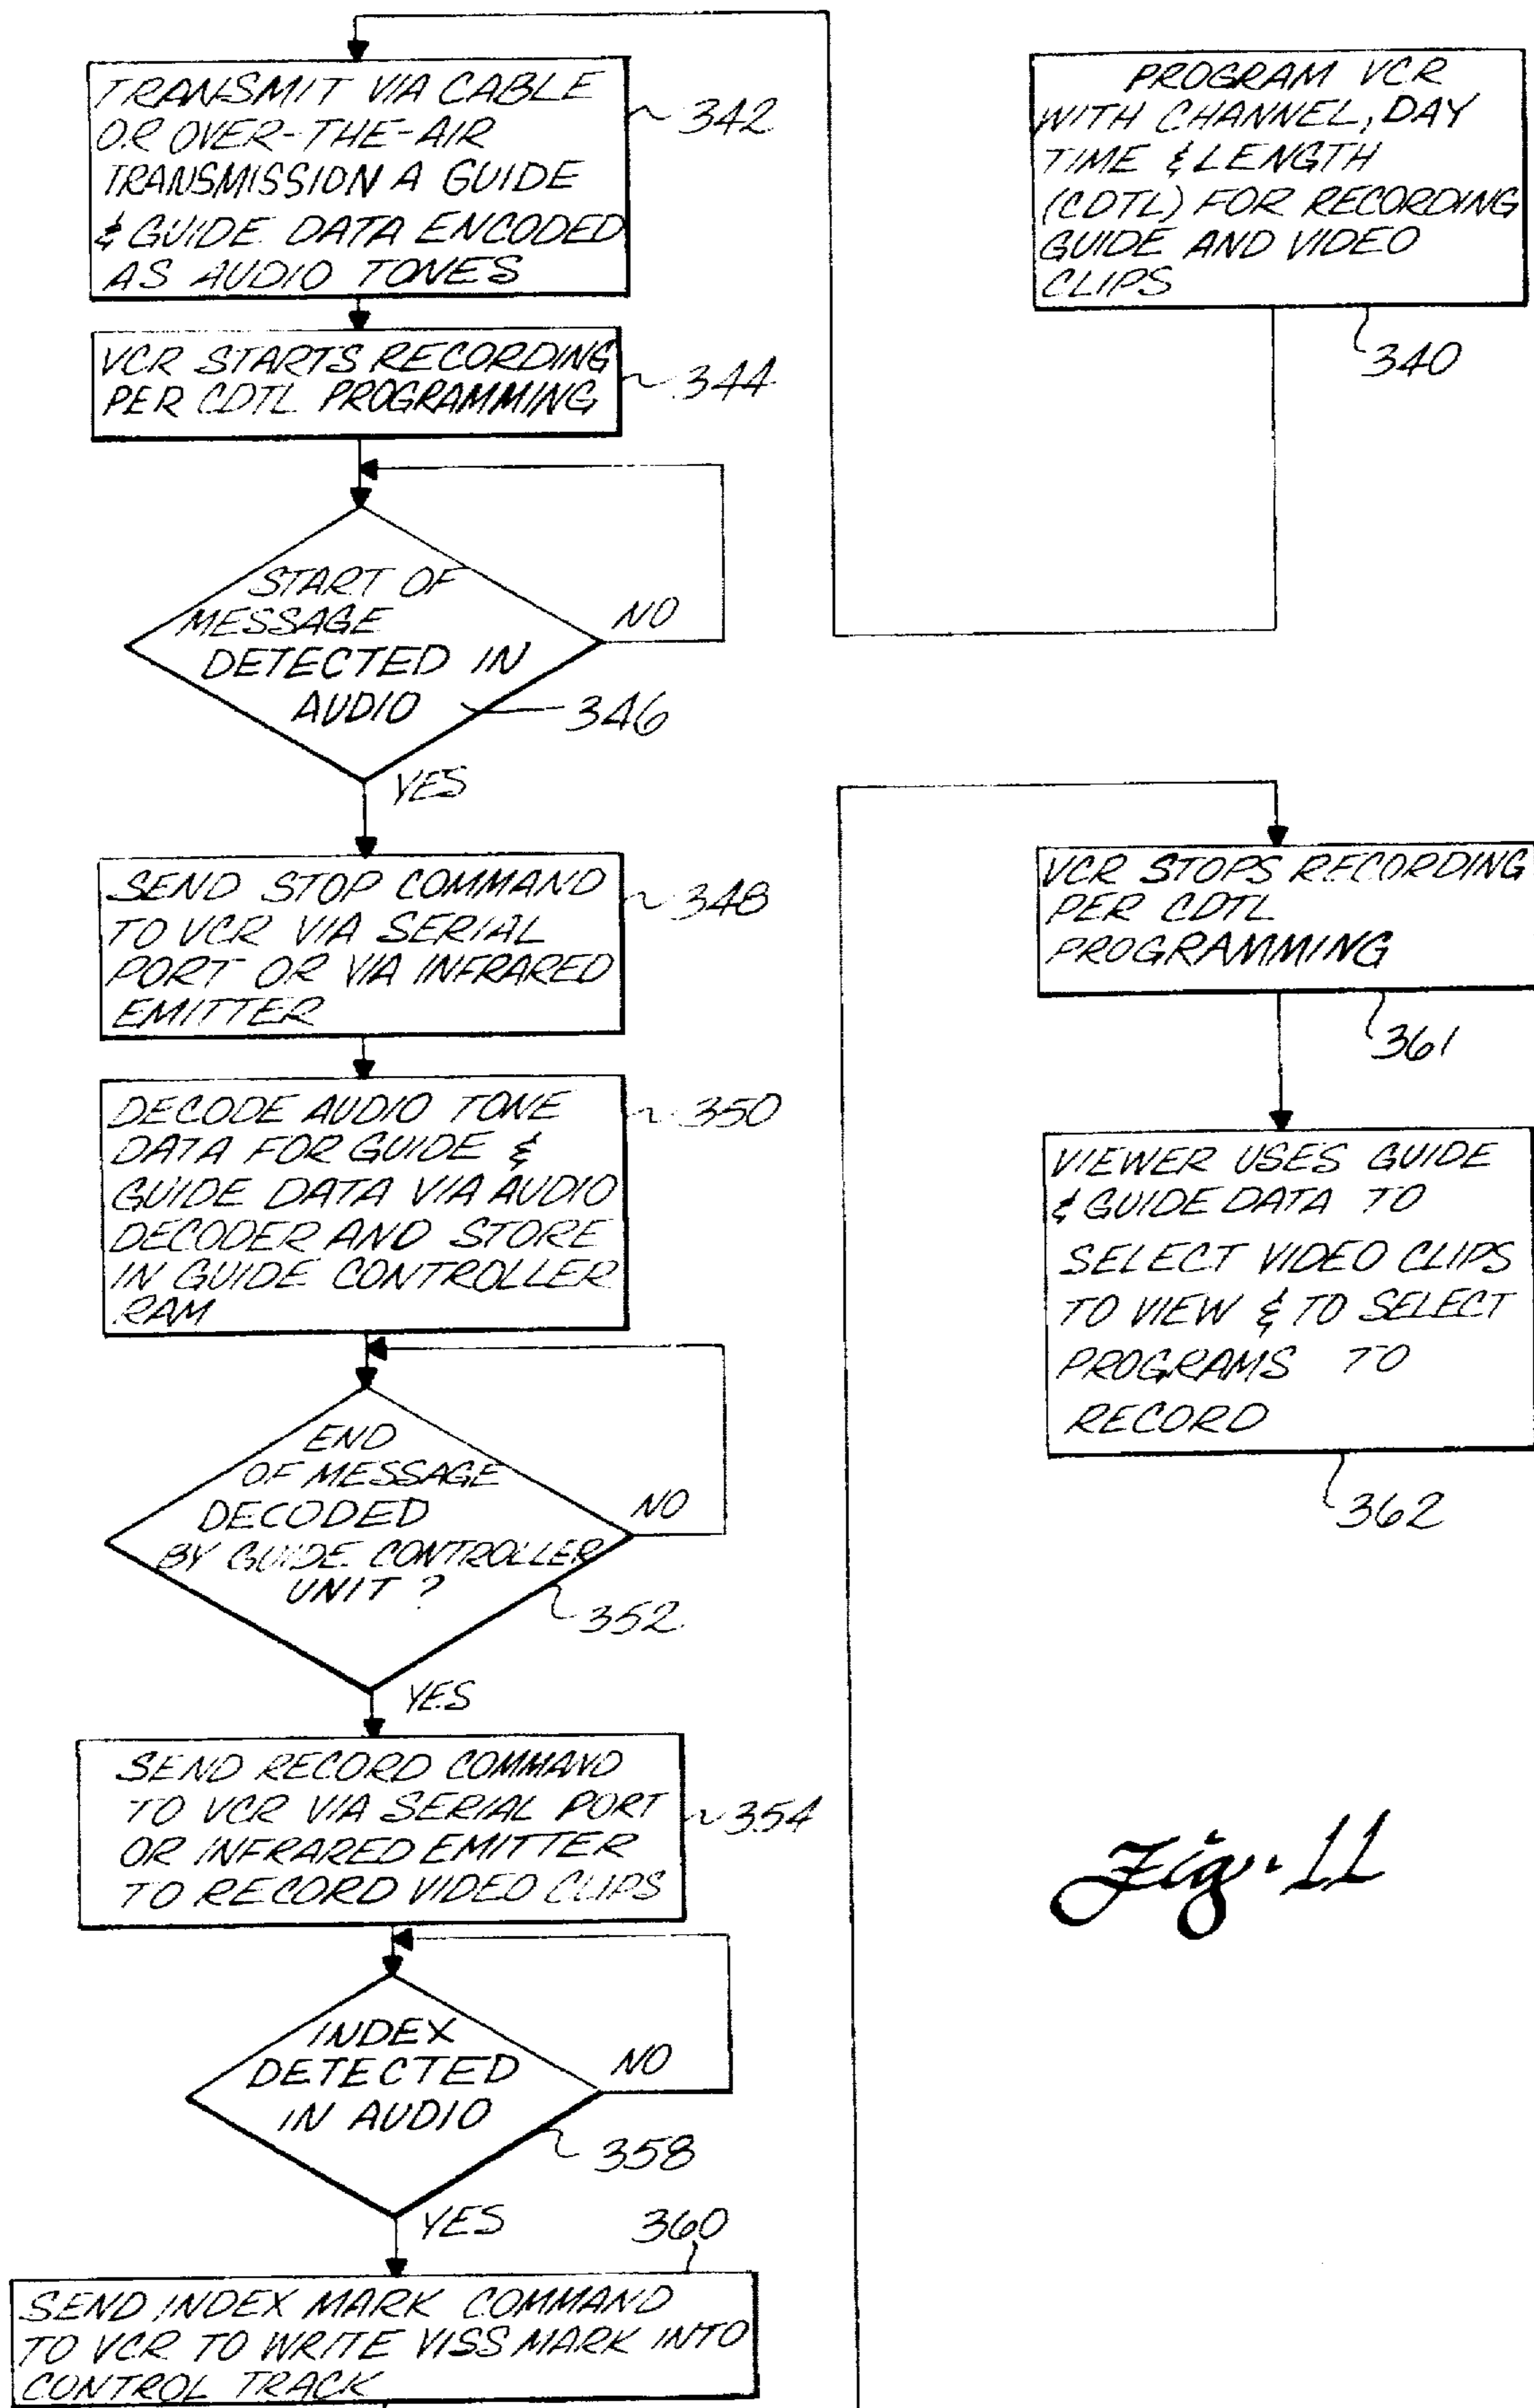 TRANSMIT VIA CABLE
OR OVER-THE-AIR
TRANSMISSION A GUIDE
& GUIDE DATA ENCODED
AS AUDIO TONES
342
VCR STARTS RECORDING
PER CDTL PROGRAMMING
344
START OF
MESSAGE
DETECTED IN
AUDIO
346
NO
YES
SEND STOP COMMAND
TO VCR VIA SERIAL
PORT OR VIA INFRARED
EMITTER
348
DECODE AUDIO TONE
DATA FOR GUIDE &
GUIDE DATA VIA AUDIO
DECODER AND STORE
IN GUIDE CONTROLLER
RAM
350
END
OF MESSAGE
DECODED
BY GUIDE CONTROLLER
UNIT ?
352
NO
YES
SEND RECORD COMMAND
TO VCR VIA SERIAL PORT
OR INFRARED EMITTER
TO RECORD VIDEO CLIPS
354
INDEX
DETECTED
IN AUDIO
358
NO
YES
360
SEND INDEX MARK COMMAND
TO VCR TO WRITE VISS MARK INTO
CONTROL TRACK
PROGRAM VCR
WITH CHANNEL, DAY
TIME & LENGTH
(CDTL) FOR RECORDING
GUIDE AND VIDEO
CLIPS
340
VCR STOPS RECORDING
PER CDTL
PROGRAMMING
361
VIEWER USES GUIDE
& GUIDE DATA TO
SELECT VIDEO CLIPS
TO VIEW & TO SELECT
PROGRAMS TO
RECORD
362
Fig. 11